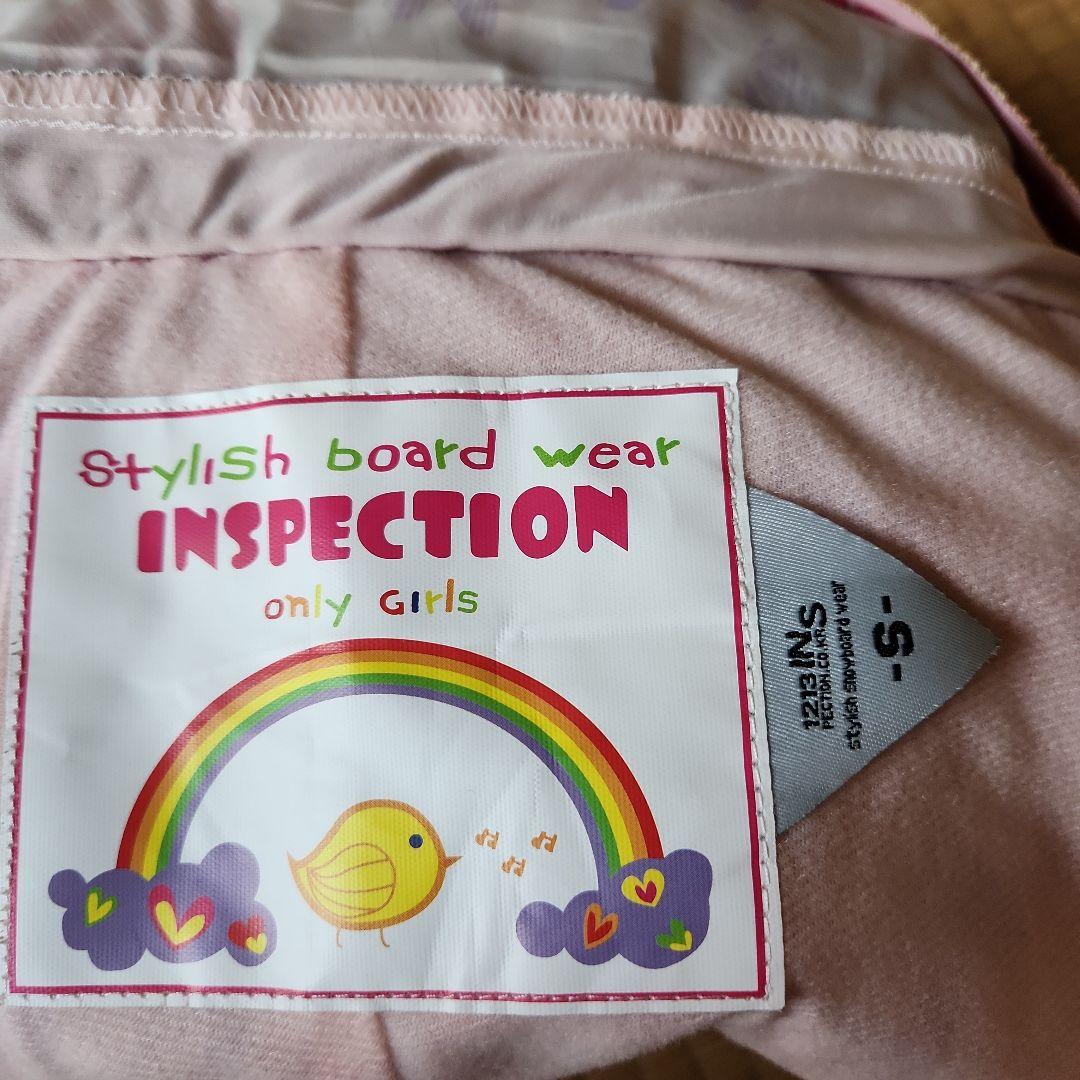 Stylish board wear
INSPECTION
only Girls
1213 INS
PECTION.CO.KR
stylish snowboard wear
-S-